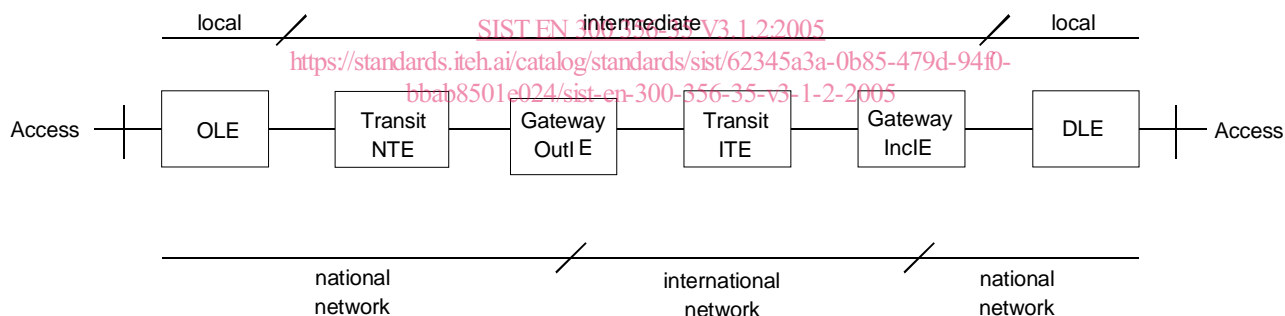 local intermediate local
SIST EN 300 356-35 V3.1.2:2005
https://standards.iteh.ai/catalog/standards/sist/62345a3a-0b85-479d-94f0-
bbab8501e024/sist-en-300-356-35-v3-1-2-2005
Access OLE Transit NTE Gateway OutI E Transit ITE Gateway IncIE DLE Access
national network international network national network